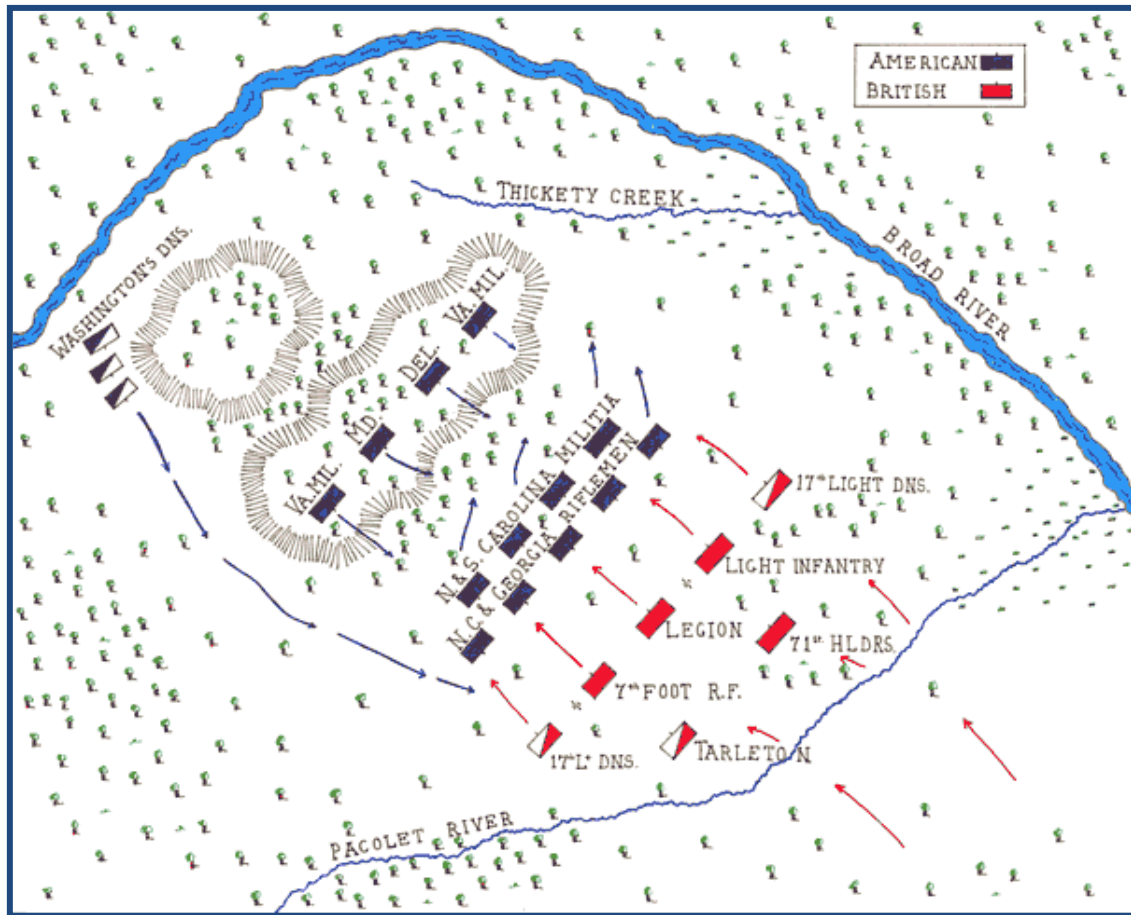 AMERICAN
BRITISH
THICKETY CREEK
BROAD
RIVER
WASHINGTON'S DNS.
VA. MIL.
DEL.
MD.
VA. MIL.
N. & S. CAROLINA MILITIA
N.C. & GEORGIA RIFLEMEN
17th LIGHT DNS.
LIGHT INFANTRY
LEGION
71st HLDRS.
7th FOOT R.F.
17th Lt DNS.
TARLETON
PACOLET RIVER